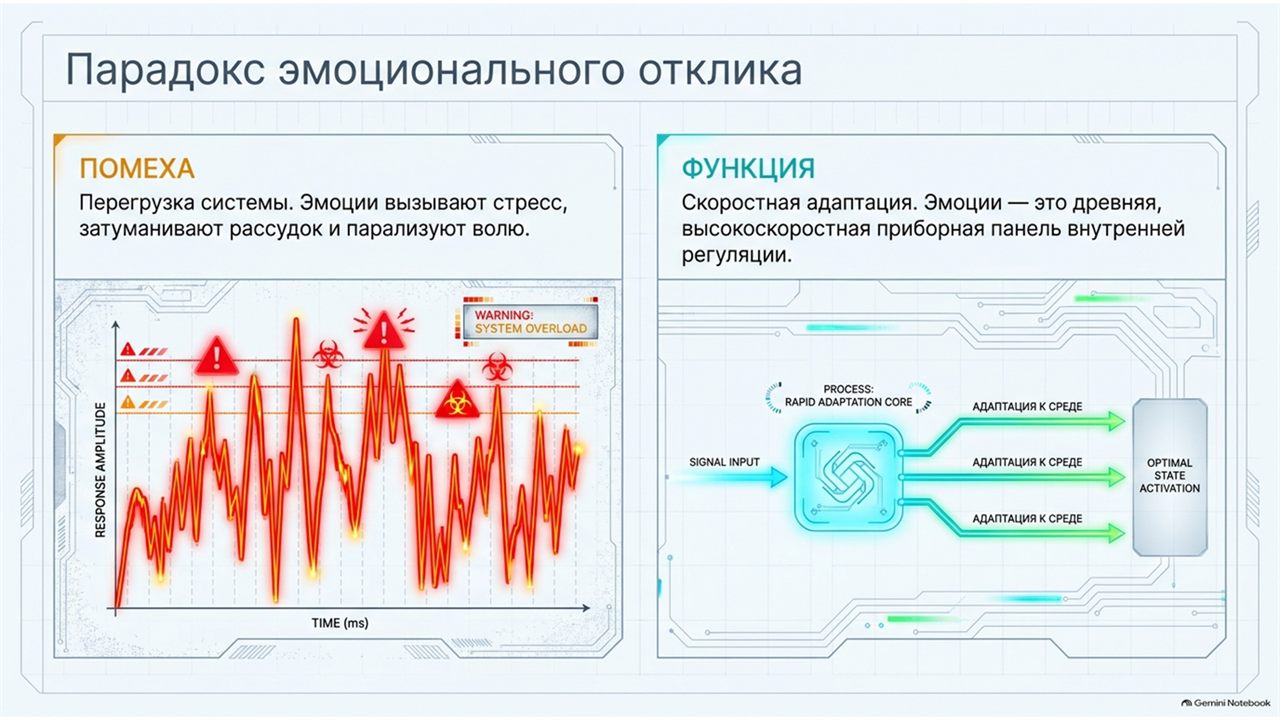 Парадокс эмоционального отклика
ПОМЕХА
Перегрузка системы. Эмоции вызывают стресс,
затуманивают рассудок и парализуют волю.
WARNING:
SYSTEM OVERLOAD
RESPONSE AMPLITUDE
TIME (ms)
ФУНКЦИЯ
Скоростная адаптация. Эмоции — это древняя,
высокоскоростная приборная панель внутренней
регуляции.
PROCESS:
RAPID ADAPTATION CORE
SIGNAL INPUT
АДАПТАЦИЯ К СРЕДЕ
АДАПТАЦИЯ К СРЕДЕ
АДАПТАЦИЯ К СРЕДЕ
OPTIMAL
STATE
ACTIVATION
Gemini Notebook